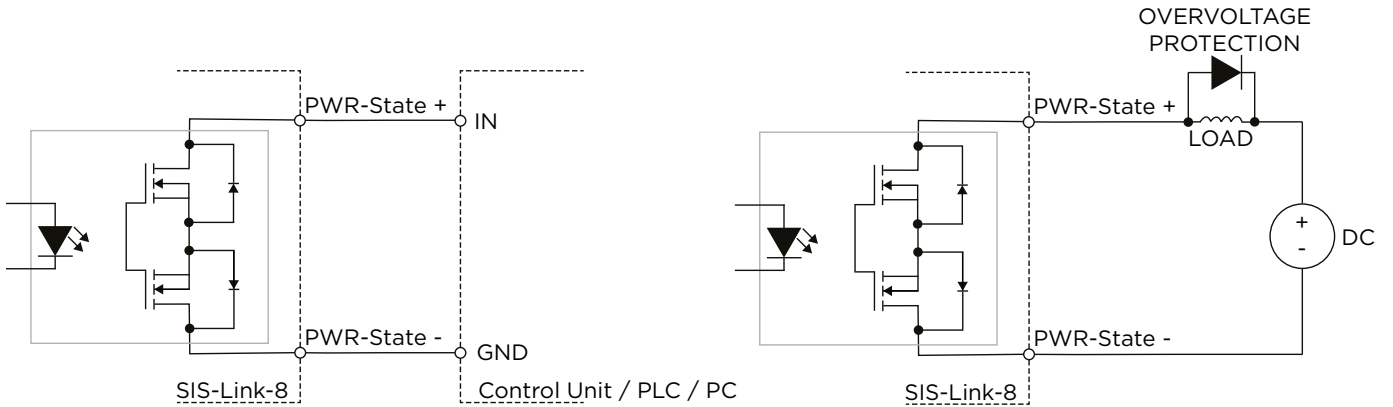 PWR-State +
IN
PWR-State -
GND
SIS-Link-8
Control Unit / PLC / PC
OVERVOLTAGE
PROTECTION
PWR-State +
LOAD
+
-
DC
PWR-State -
SIS-Link-8